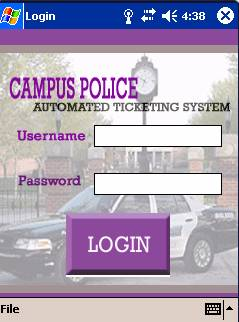 Login 4:38
CAMPUS POLICE
AUTOMATED TICKETING SYSTEM
Username
Password
LOGIN
File